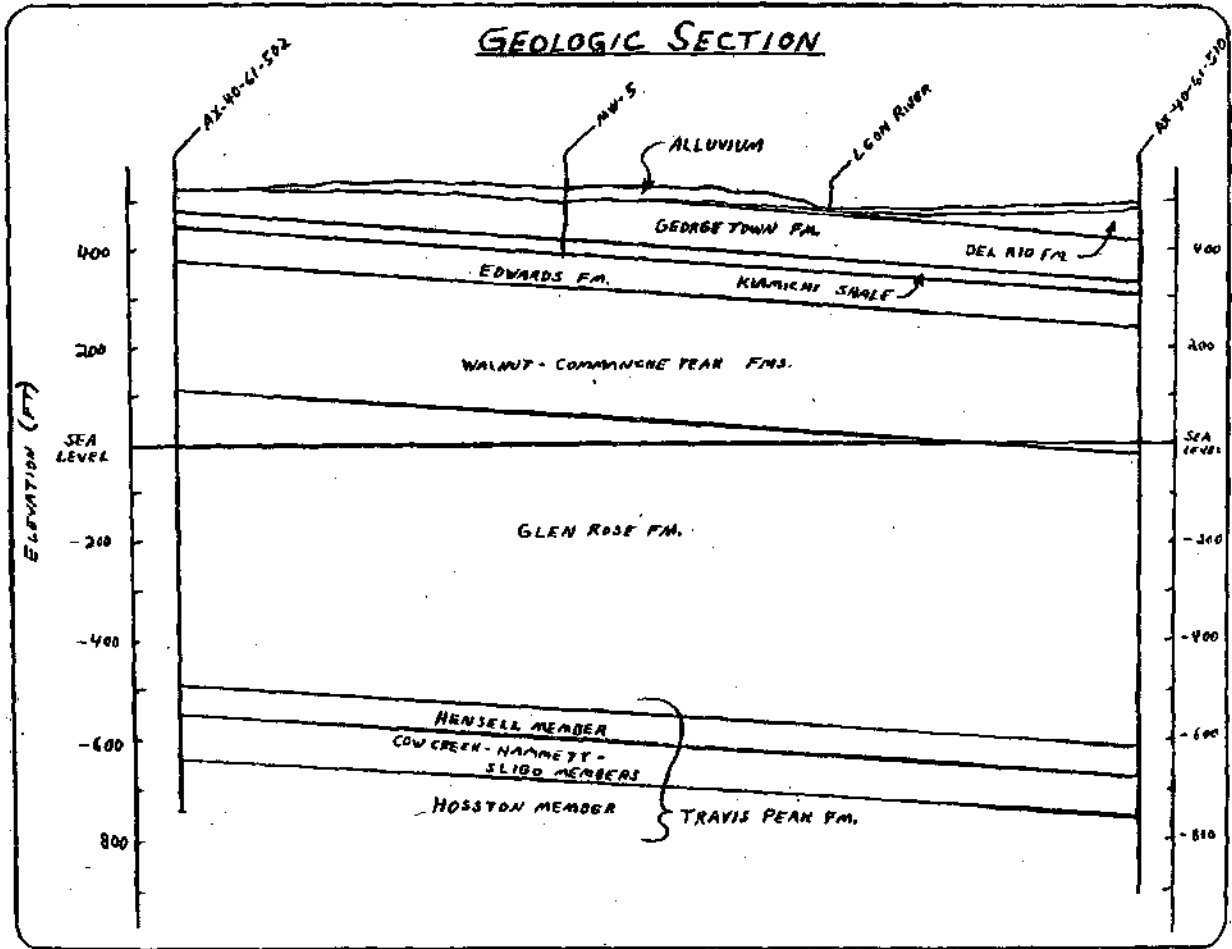 GEOLOGIC SECTION
AX-40-61-502
MW-5
LEON RIVER
AX-40-61-510
ALLUVIUM
GEORGETOWN FM.
DEL RIO FM.
400
400
EDWARDS FM.
KIAMICHI SHALE
200
200
WALNUT - COMMANCHE PEAK FMS.
ELEVATION (FT)
SEA
LEVEL
SEA
LEVEL
GLEN ROSE FM.
-200
-200
-400
-400
HENSELL MEMBER
-600
-600
COW CREEK - HAMMETT -
SLIGO MEMBERS
HOSSTON MEMBER
TRAVIS PEAK FM.
800
-800